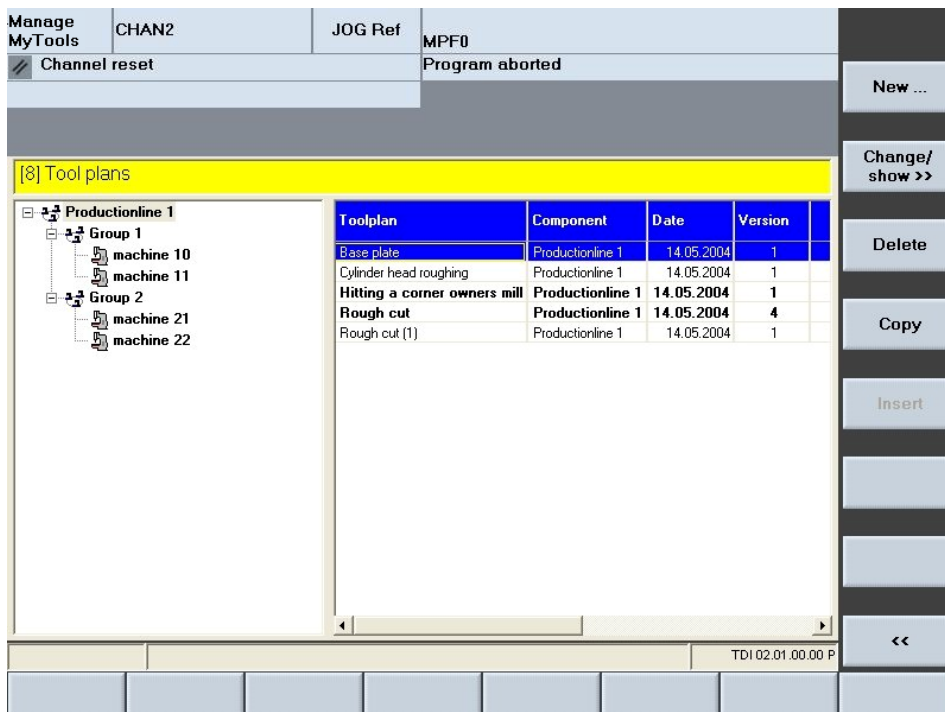 Manage
MyTools
CHAN2
JOG Ref
MPF0
Channel reset
Program aborted
[8] Tool plans
Productionline 1
Group 1
machine 10
machine 11
Group 2
machine 21
machine 22
Toolplan Component Date Version
Base plate Productionline 1 14.05.2004 1
Cylinder head roughing Productionline 1 14.05.2004 1
Hitting a corner owners mill Productionline 1 14.05.2004 1
Rough cut Productionline 1 14.05.2004 4
Rough cut (1) Productionline 1 14.05.2004 1
TDI 02.01.00.00 P
New ...
Change/
show >>
Delete
Copy
Insert
<<